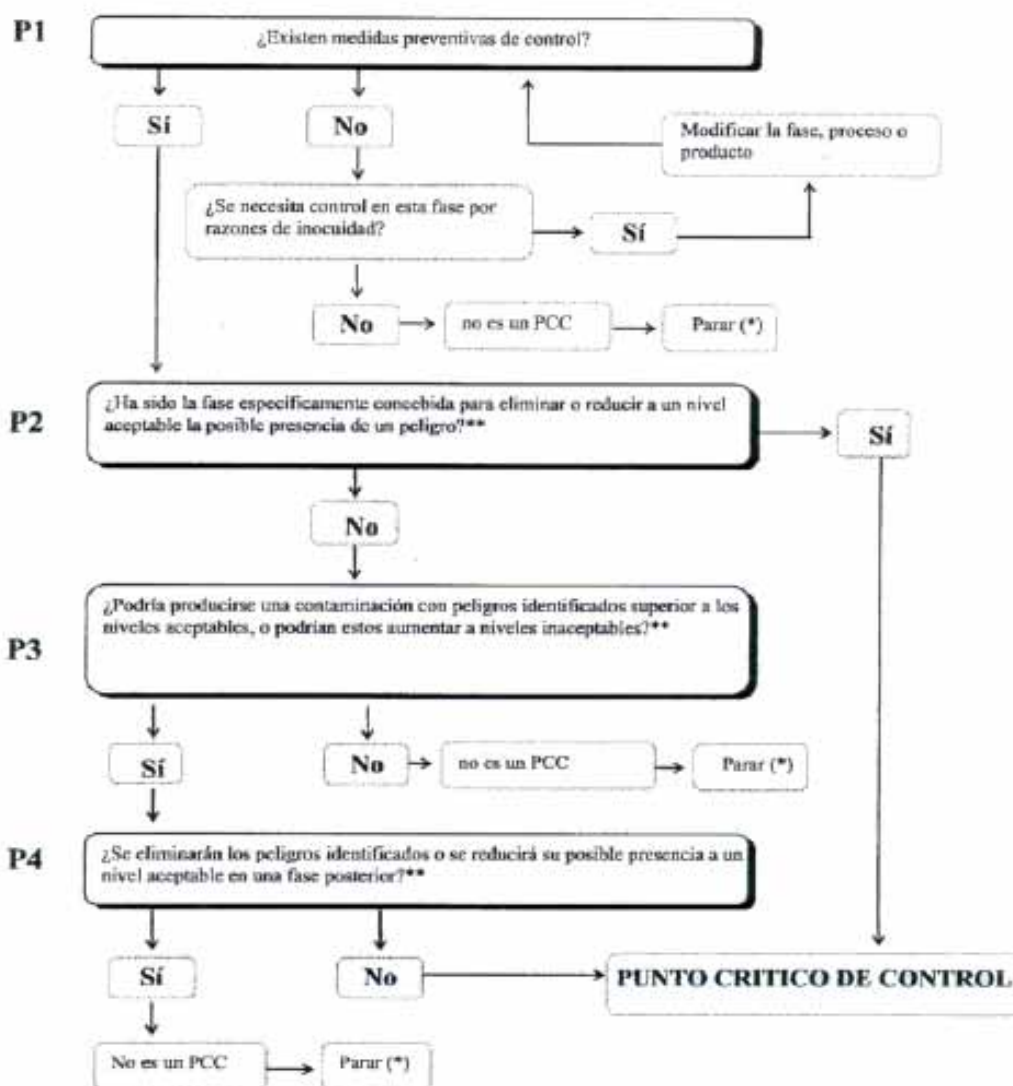 P1
¿Existen medidas preventivas de control?
Sí
No
Modificar la fase, proceso o
producto
¿Se necesita control en esta fase por
razones de inocuidad?
Sí
No
no es un PCC
Parar (*)
P2
¿Ha sido la fase específicamente concebida para eliminar o reducir a un nivel
aceptable la posible presencia de un peligro?**
Sí
No
P3
¿Podría producirse una contaminación con peligros identificados superior a los
niveles aceptables, o podrían estos aumentar a niveles inaceptables?**
Sí
No
no es un PCC
Parar (*)
P4
¿Se eliminarán los peligros identificados o se reducirá su posible presencia a un
nivel aceptable en una fase posterior?**
Sí
No
PUNTO CRITICO DE CONTROL
No es un PCC
Parar (*)